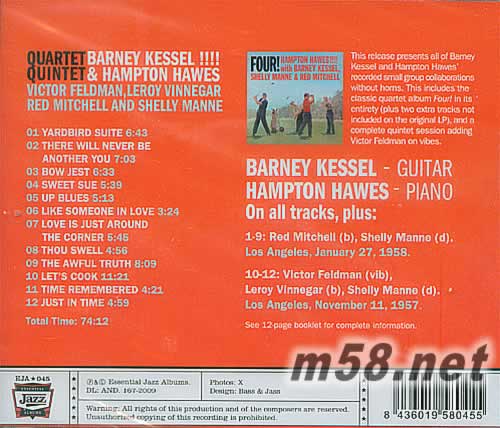 QUARTET BARNEY KESSEL !!!!
QUINTET & HAMPTON HAWES
VICTOR FELDMAN, LEROY VINNEGAR
RED MITCHELL AND SHELLY MANNE
01 YARDBIRD SUITE 6:43
02 THERE WILL NEVER BE
ANOTHER YOU 7:03
03 BOW JEST 6:33
04 SWEET SUE 5:39
05 UP BLUES 5:13
06 LIKE SOMEONE IN LOVE 3:24
07 LOVE IS JUST AROUND
THE CORNER 5:45
08 THOU SWELL 4:36
09 THE AWFUL TRUTH 8:09
10 LET'S COOK 11:21
11 TIME REMEMBERED 4:21
12 JUST IN TIME 4:59
Total Time: 74:12
FOUR! HAMPTON HAWES!!!!
with BARNEY KESSEL,
SHELLY MANNE & RED MITCHELL
This release presents all of Barney
Kessel and Hampton Hawes'
recorded small group collaborations
without horns. This includes the
classic quartet album Four! in its
entirety (plus two extra tracks not
included on the original LP), and a
complete quintet session adding
Victor Feldman on vibes.
BARNEY KESSEL - GUITAR
HAMPTON HAWES - PIANO
On all tracks, plus:
1-9: Red Mitchell (b), Shelly Manne (d).
Los Angeles, January 27, 1958.
10-12: Victor Feldman (vib),
Leroy Vinnegar (b), Shelly Manne (d).
Los Angeles, November 11, 1957.
See 12-page booklet for complete information.
m58.net
EJA★045
ESSENTIAL
Jazz
ALBUMS
℗&© Essential Jazz Albums.
DL: AND. 167-2009
Photos: X
Design: Bass & Jass
Warning: All rights of this production and of the composers are reserved.
Unauthorised copying of this recording is prohibited.
8 436019 580455